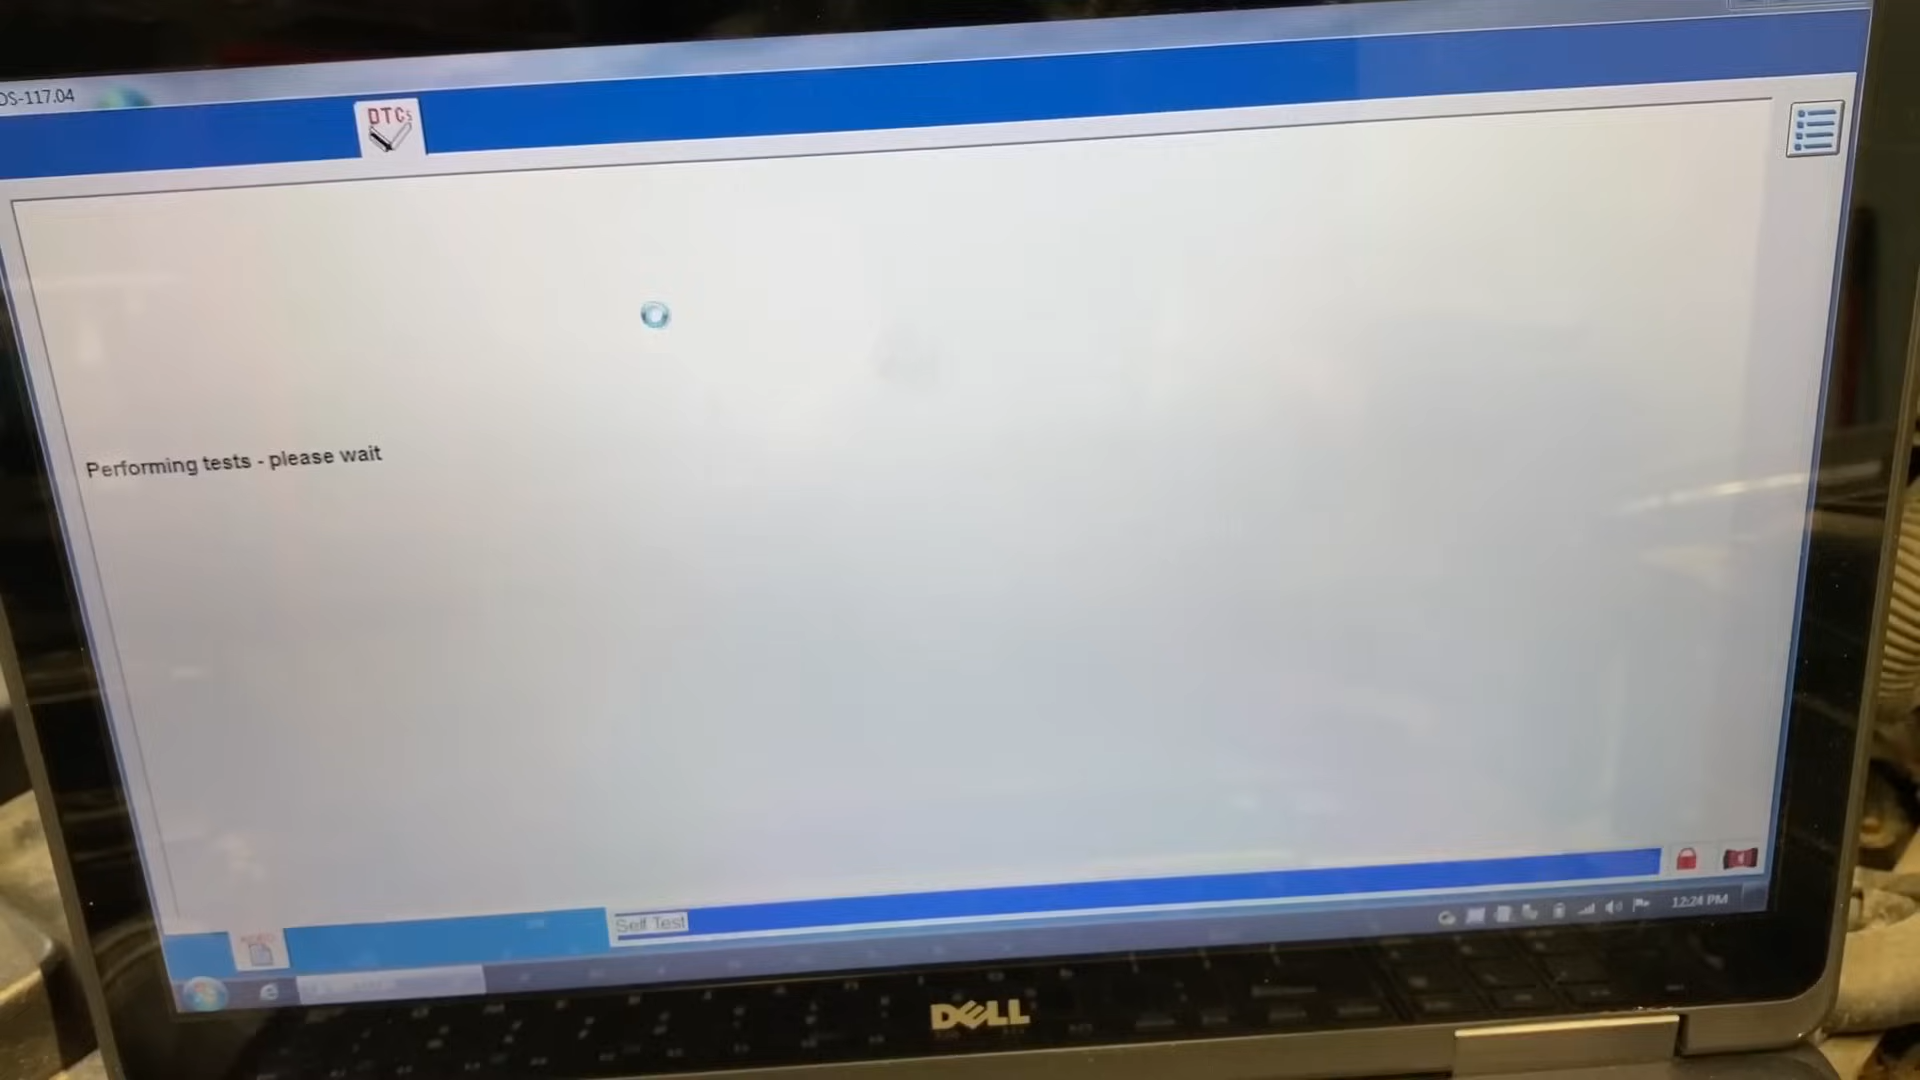 DS-117.04
DTCs
Performing tests - please wait
Self Test
12:24 PM
DELL